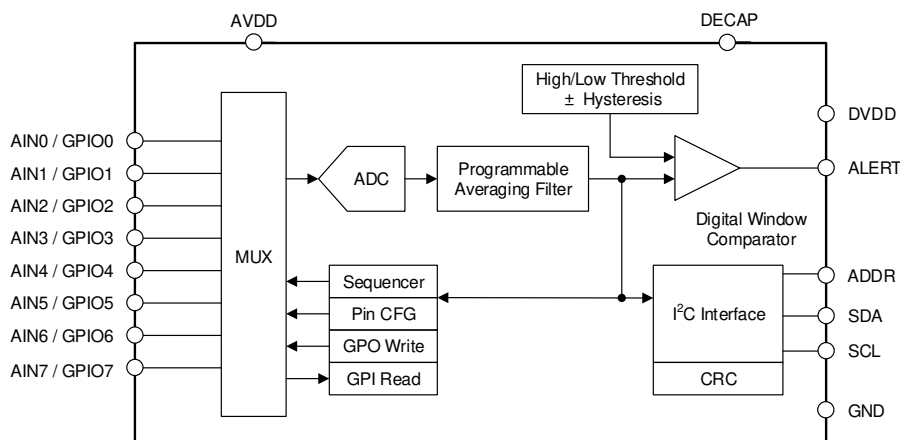 AVDD
DECAP
High/Low Threshold
± Hysteresis
AIN0 / GPIO0
AIN1 / GPIO1
AIN2 / GPIO2
AIN3 / GPIO3
AIN4 / GPIO4
AIN5 / GPIO5
AIN6 / GPIO6
AIN7 / GPIO7
MUX
ADC
Programmable
Averaging Filter
Digital Window
Comparator
Sequencer
Pin CFG
GPO Write
GPI Read
I²C Interface
CRC
DVDD
ALERT
ADDR
SDA
SCL
GND